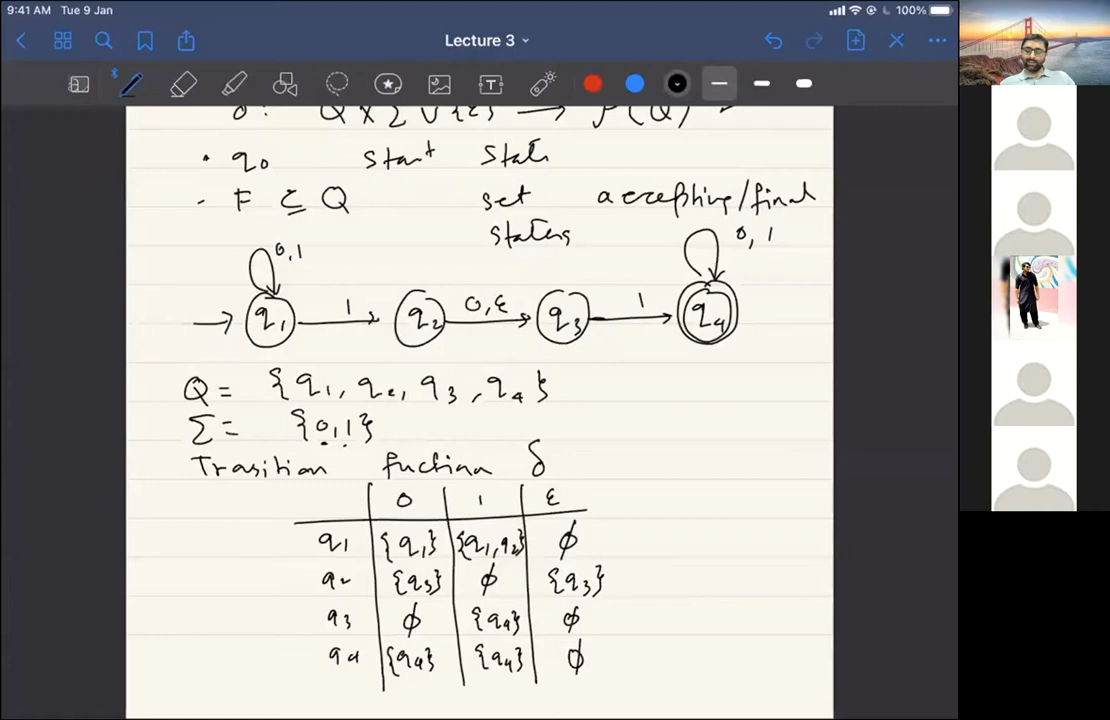 9:41 AM Tue 9 Jan
100%
Lecture 3
δ: Q × Σ ∪ {ε} → P(Q)
• q0 start state
- F ⊆ Q set accepting/final
states
0,1
0,1
q1 1 q2 0,ε q3 1 q4
Q = {q1, q2, q3, q4}
Σ = {0,1}
Trasition fuction δ
0 1 ε
q1 {q1} {q1,q2} ϕ
q2 {q3} ϕ {q3}
q3 ϕ {q4} ϕ
q4 {q4} {q4} ϕ